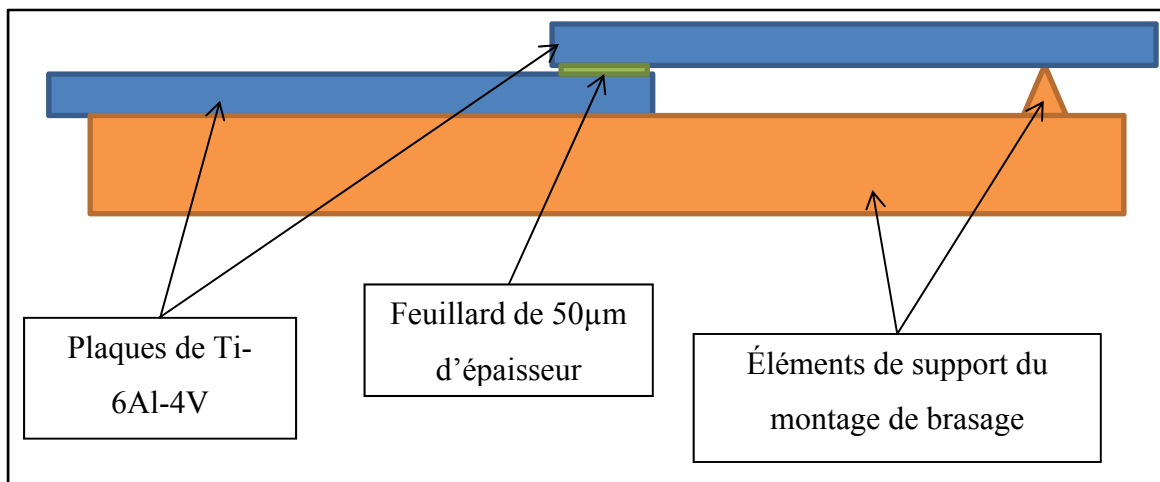 Plaques de Ti-
6Al-4V
Feuillard de 50µm
d’épaisseur
Éléments de support du
montage de brasage